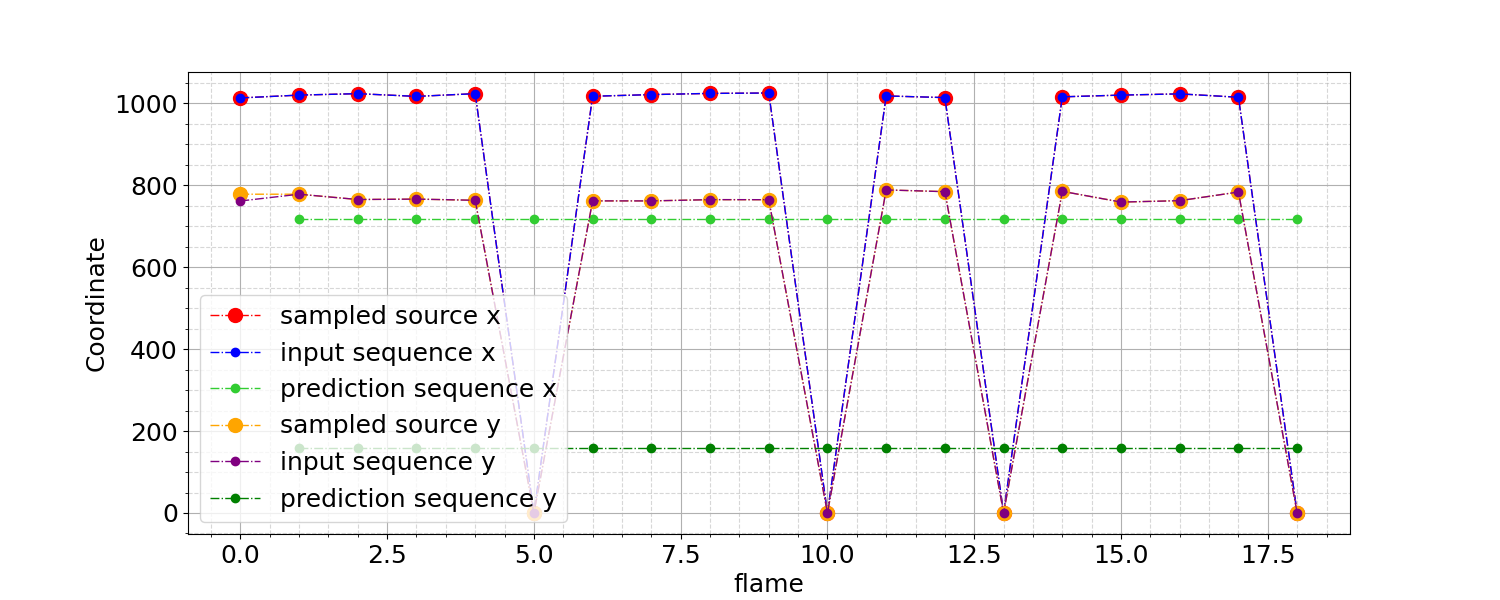 1000
800
600
400
200
0
Coordinate
sampled source x
input sequence x
prediction sequence x
sampled source y
input sequence y
prediction sequence y
0.0 2.5 5.0 7.5 10.0 12.5 15.0 17.5
flame